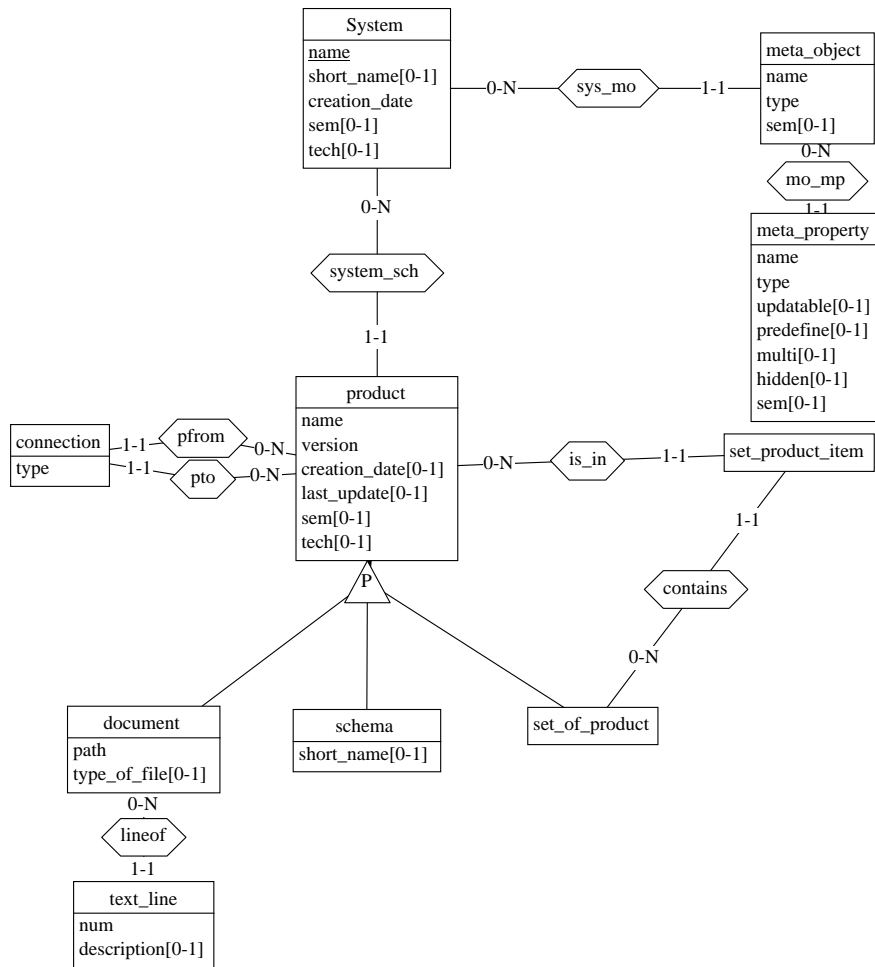 System
name
short_name[0-1]
creation_date
sem[0-1]
tech[0-1]
0-N
sys_mo
1-1
meta_object
name
type
sem[0-1]
0-N
mo_mp
1-1
meta_property
name
type
updatable[0-1]
predefine[0-1]
multi[0-1]
hidden[0-1]
sem[0-1]
0-N
system_sch
1-1
product
name
version
creation_date[0-1]
last_update[0-1]
sem[0-1]
tech[0-1]
connection
type
1-1
pfrom
0-N
1-1
pto
0-N
0-N
is_in
1-1
set_product_item
1-1
contains
0-N
P
document
path
type_of_file[0-1]
schema
short_name[0-1]
set_of_product
0-N
lineof
1-1
text_line
num
description[0-1]